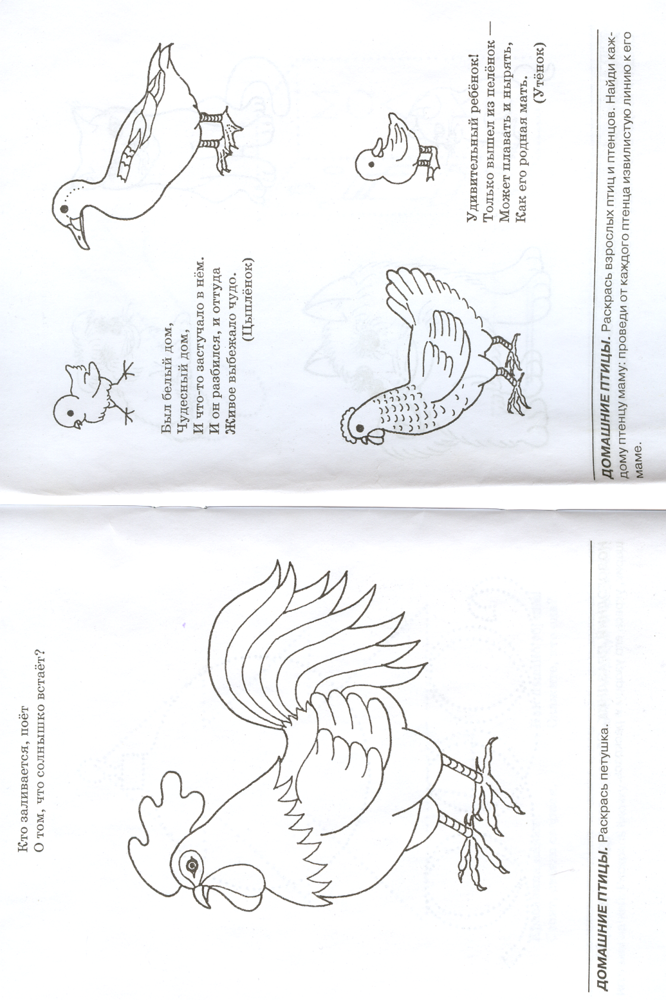 Кто заливается, поёт
О том, что солнышко встаёт?
ДОМАШНИЕ ПТИЦЫ. Раскрась петушка.
Был белый дом,
Чудесный дом,
И что-то застучало в нём.
И он разбился, и оттуда
Живое выбежало чудо.
(Цыплёнок)
Удивительный ребёнок!
Только вышел из пелёнок —
Может плавать и нырять,
Как его родная мать.
(Утёнок)
ДОМАШНИЕ ПТИЦЫ. Раскрась взрослых птиц и птенцов. Найди каж-
дому птенцу маму: проведи от каждого птенца извилистую линию к его
маме.